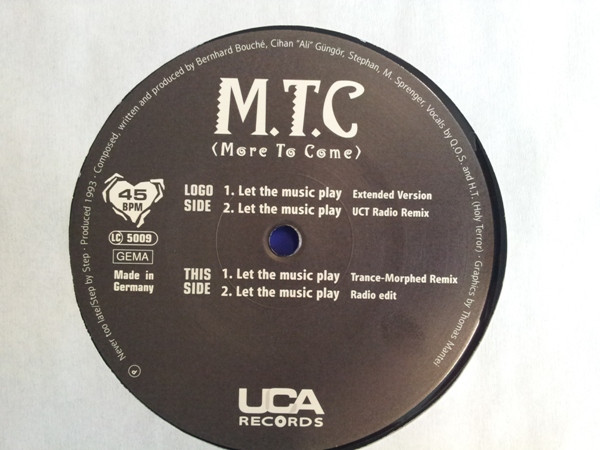 Ⓟ Never too late/Step by Step · Produced 1993 · Composed, written and produced by Bernhard Bouché, Cihan "Ali" Güngör, Stephan, M. Sprenger, Vocals by Q.O.S. and H.T. (Holy Terror) · Graphics by Thomas Mantei
M.T.C
(More To Come)
45
BPM
LC 5009
GEMA
Made in
Germany
LOGO SIDE
1. Let the music play Extended Version
2. Let the music play UCT Radio Remix
THIS SIDE
1. Let the music play Trance-Morphed Remix
2. Let the music play Radio edit
UCA
RECORDS